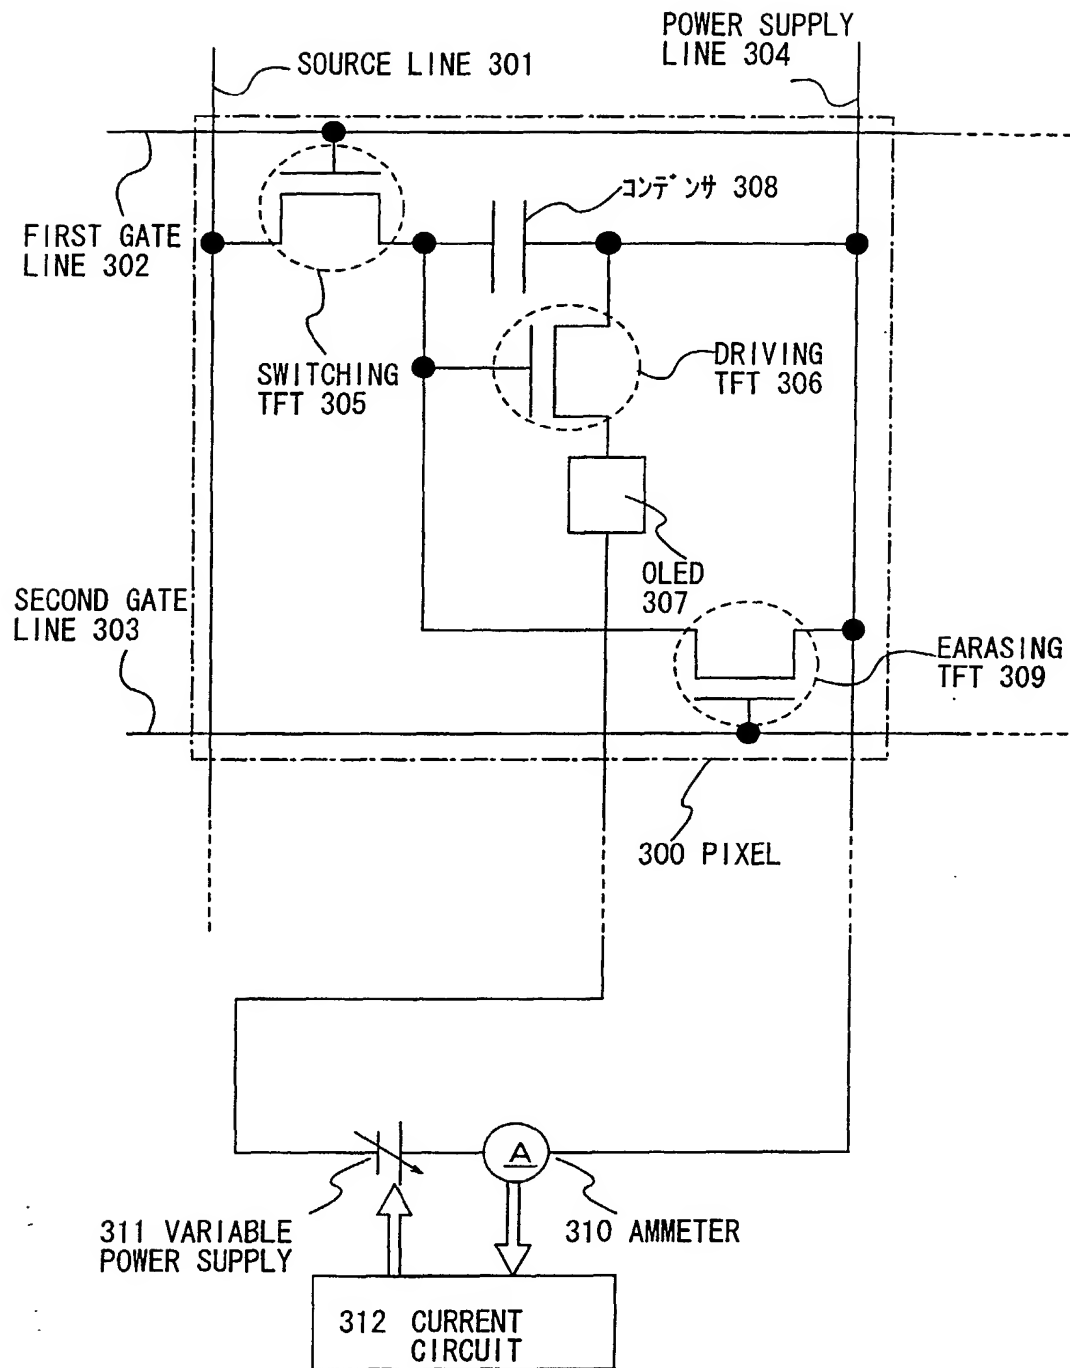 POWER SUPPLY
LINE 304
SOURCE LINE 301
コンデンサ 308
FIRST GATE
LINE 302
SWITCHING
TFT 305
DRIVING
TFT 306
OLED
307
SECOND GATE
LINE 303
EARASING
TFT 309
300 PIXEL
A
311 VARIABLE
POWER SUPPLY
310 AMMETER
312 CURRENT
CIRCUIT